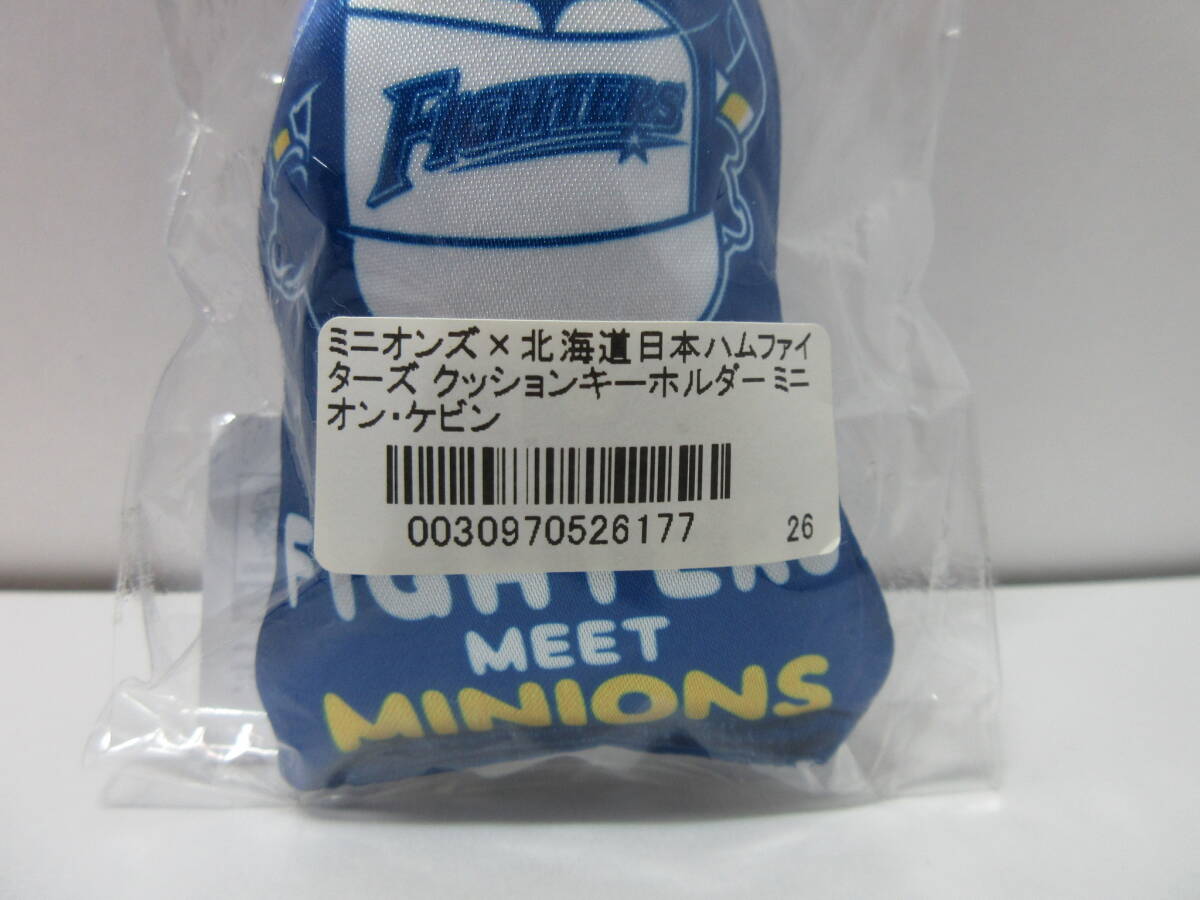 FIGHTERS
ミニオンズ×北海道日本ハムファイ
ターズ クッションキーホルダー ミニ
オン・ケビン
0030970526177 26
FIGHTERS
MEET
MINIONS